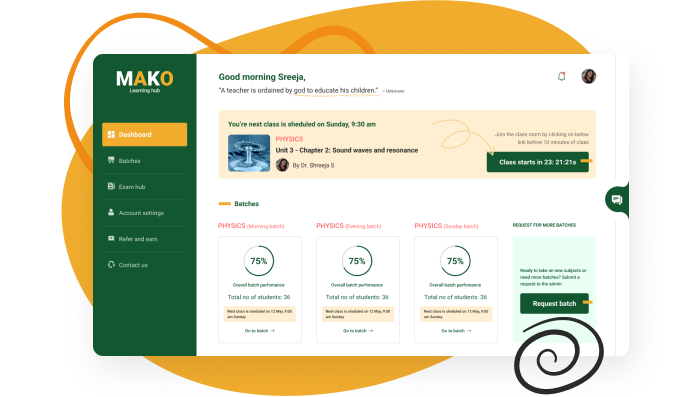 MAKO
Learning hub
Dashboard
Batches
Exam hub
Account settings
Refer and earn
Contact us
Good morning Sreeja,
"A teacher is ordained by god to educate his children." - Unknown
You're next class is sheduled on Sunday, 9:30 am
PHYSICS
Unit 3 - Chapter 2: Sound waves and resonance
By Dr. Shreeja S
Join the class room by clicking on below
link before 10 minutes of class
Class starts in 23: 21:21s
Batches
PHYSICS (Morning batch)
75%
Overall batch perfomance
Total no of students: 36
Next class is sheduled on 12 May, 9:00
am Sunday
Go to batch →
PHYSICS (Evening batch)
75%
Overall batch perfomance
Total no of students: 36
Next class is sheduled on 12 May, 9:00
am Sunday
Go to batch →
PHYSICS (Sunday batch)
75%
Overall batch perfomance
Total no of students: 36
Next class is sheduled on 12 May, 9:00
am Sunday
Go to batch →
REQUEST FOR MORE BATCHES
Ready to take on new subjects or
need more batches? Submit a
request to the admin!
Request batch